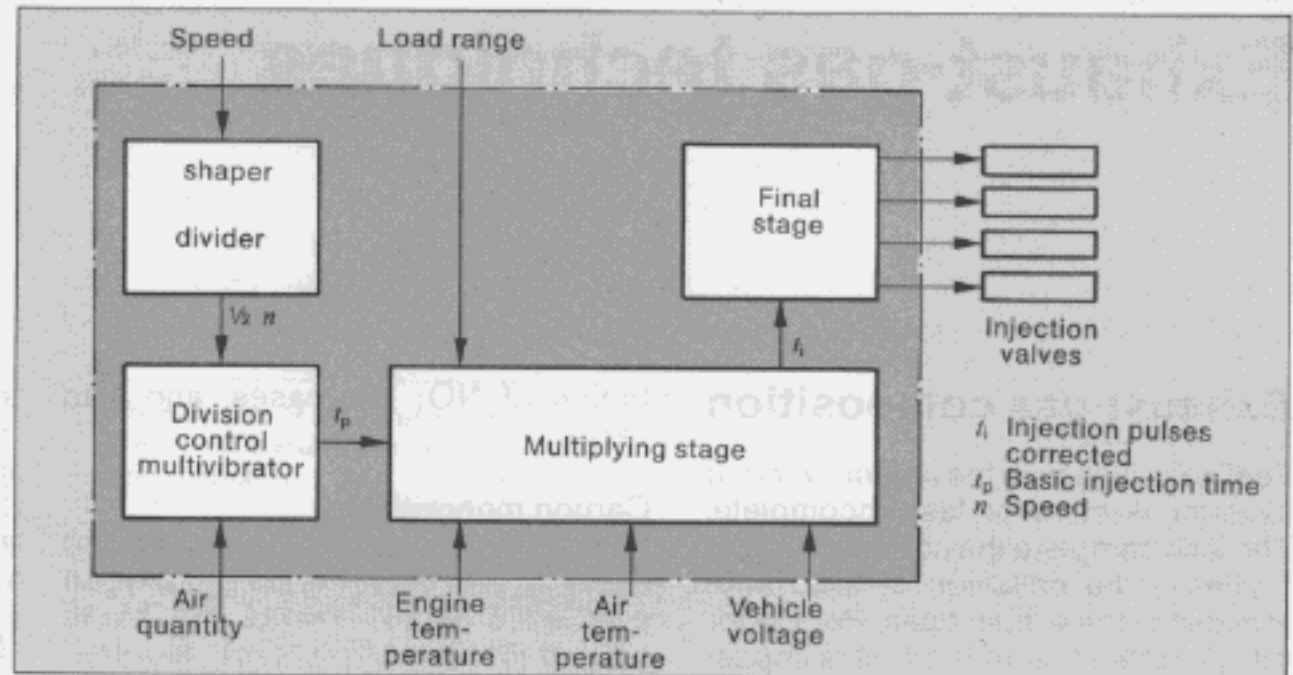 Speed
Load range
shaper
divider
½ n
Division
control
multivibrator
tp
Multiplying stage
ti
Final
stage
Injection
valves
ti Injection pulses
corrected
tp Basic injection time
n Speed
Air
quantity
Engine
tem-
perature
Air
tem-
perature
Vehicle
voltage